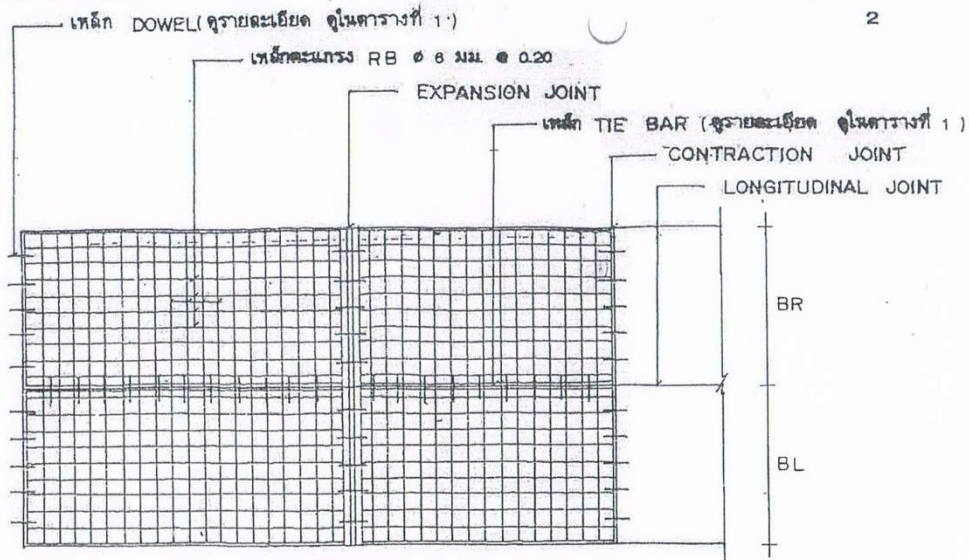 2
เหล็ก DOWEL(ดูรายละเอียด ดูในตารางที่ 1)
เหล็กตะแกรง RB Ø 6 มม. @ 0.20
EXPANSION JOINT
เหล็ก TIE BAR (ดูรายละเอียด ดูในตารางที่ 1)
CONTRACTION JOINT
LONGITUDINAL JOINT
BR
BL